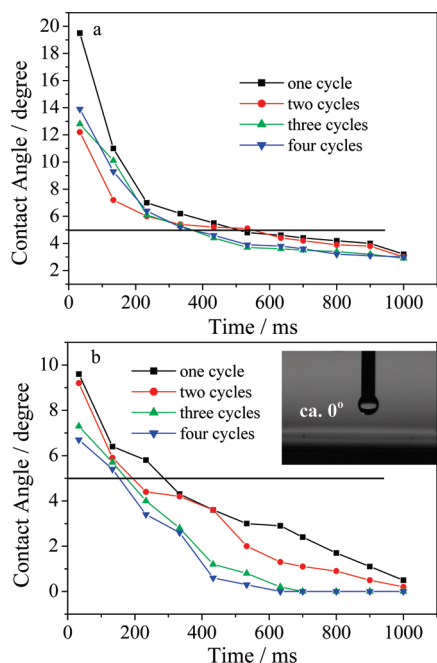 a
20
18
16
14
12
10
8
6
4
2
Contact Angle / degree
one cycle
two cycles
three cycles
four cycles
0 200 400 600 800 1000
Time / ms
b
10
8
6
4
2
0
Contact Angle / degree
one cycle
two cycles
three cycles
four cycles
ca. 0°
0 200 400 600 800 1000
Time / ms